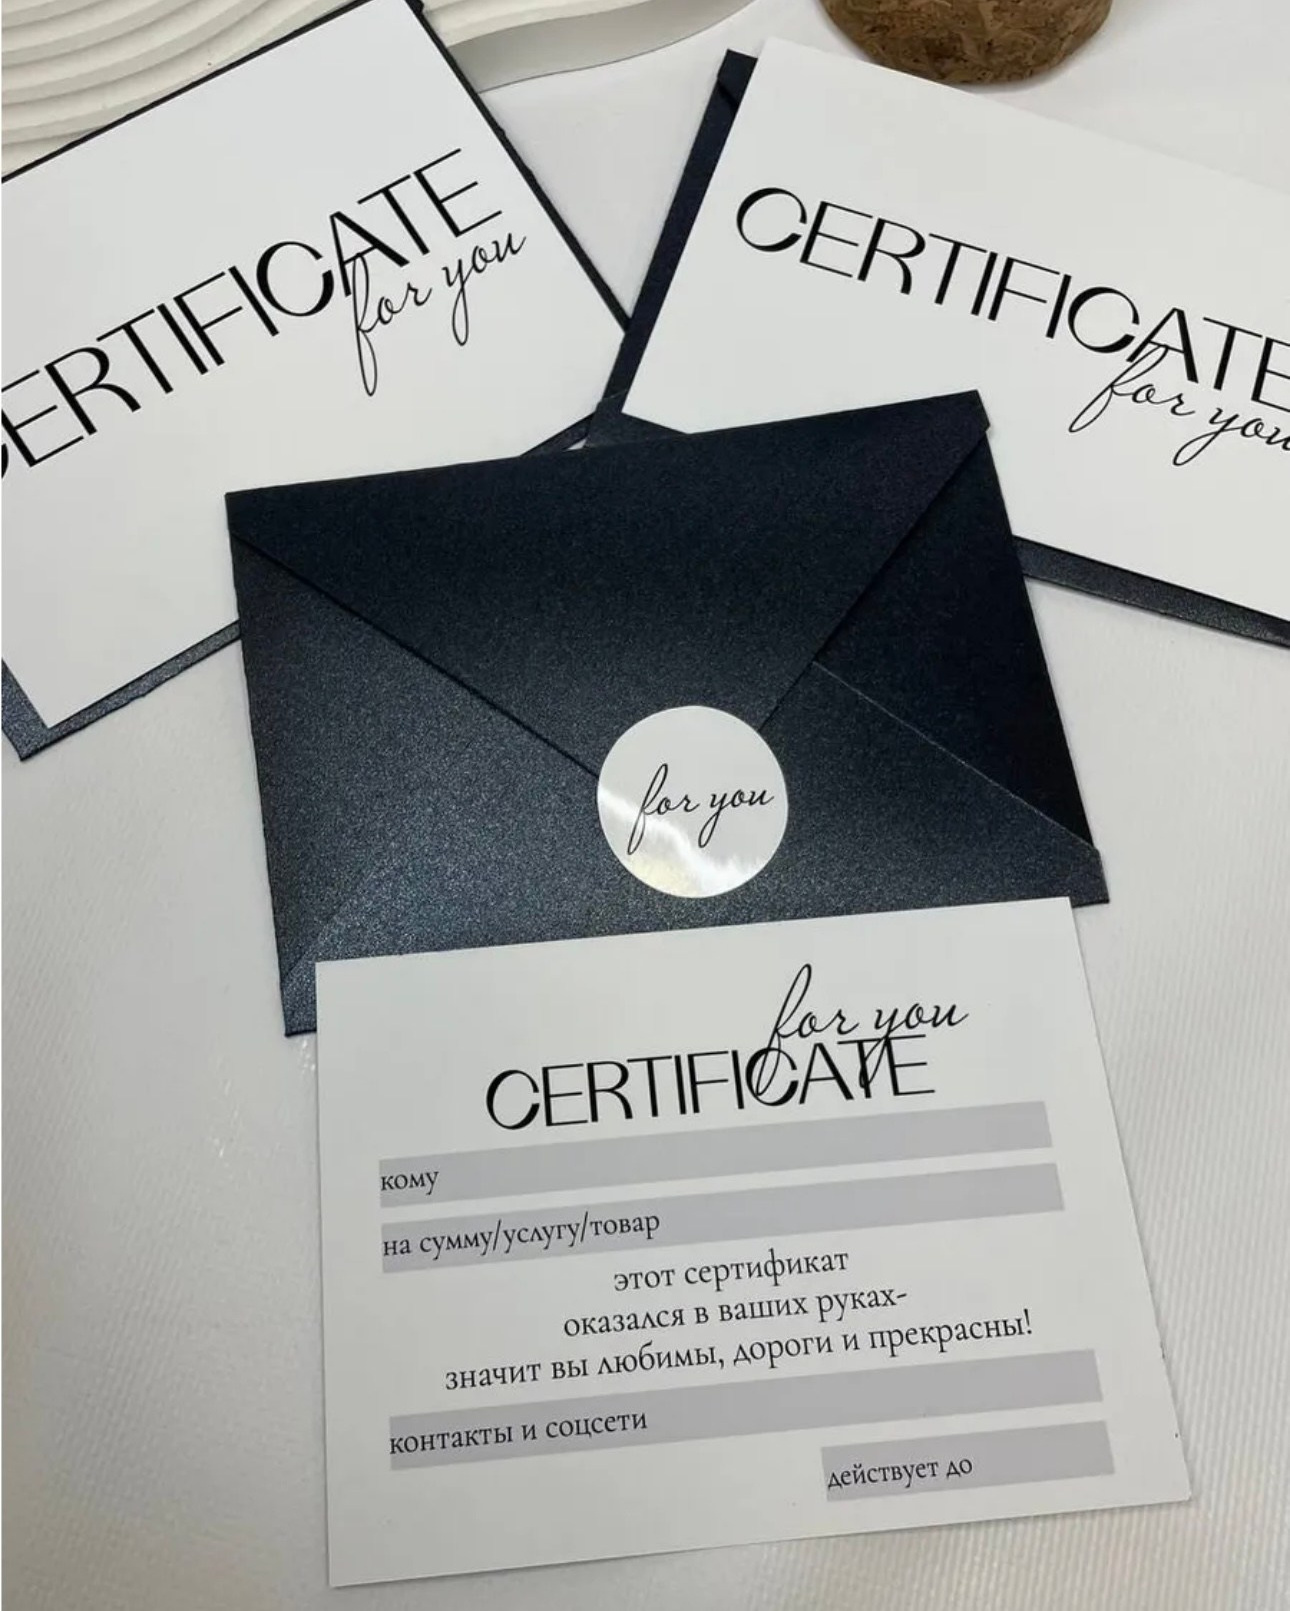 CERTIFICATE
for you
CERTIFICATE
for you
for you
for you
CERTIFICATE
кому
на сумму/услугу/товар
этот сертификат
оказался в ваших руках-
значит вы любимы, дороги и прекрасны!
контакты и соцсети
действует до